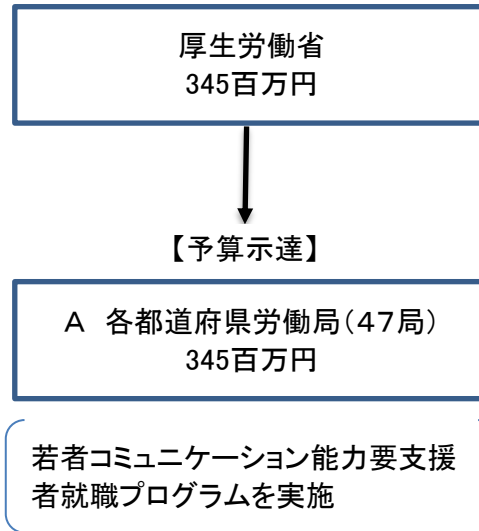 厚生労働省
345百万円
【予算示達】
A 各都道府県労働局(47局)
345百万円
若者コミュニケーション能力要支援
者就職プログラムを実施